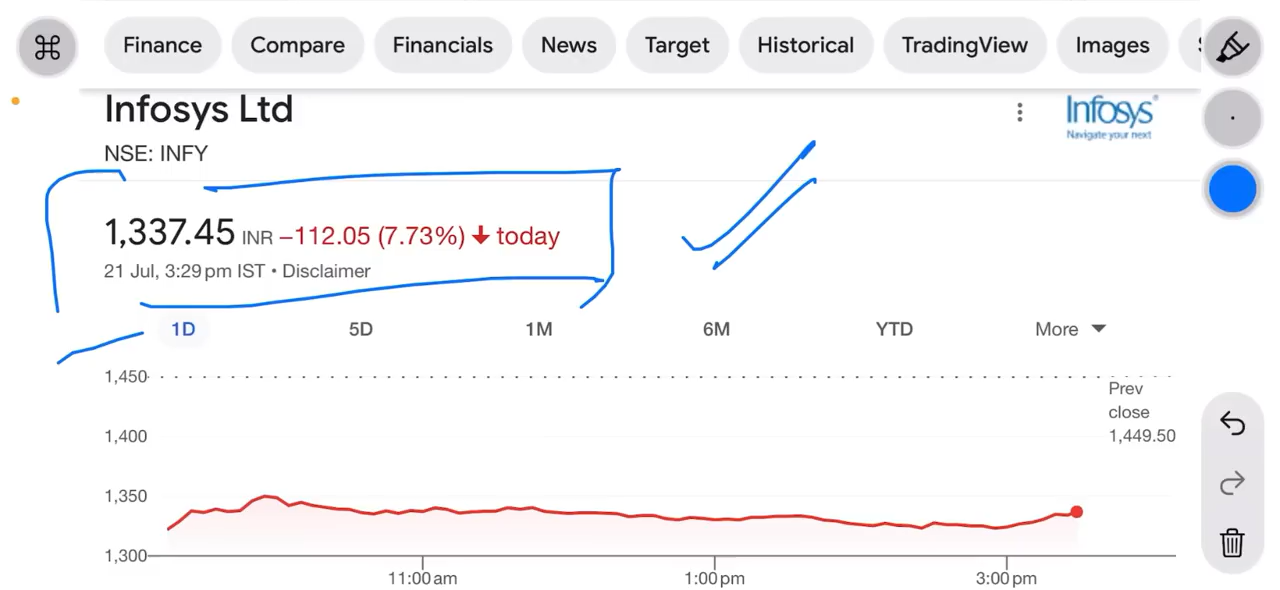 Finance Compare Financials News Target Historical TradingView Images
Infosys Ltd
Infosys
Navigate your next
NSE: INFY
1,337.45 INR −112.05 (7.73%) ↓ today
21 Jul, 3:29 pm IST • Disclaimer
1D 5D 1M 6M YTD More
1,450
Prev
close
1,449.50
1,400
1,350
1,300
11:00 am 1:00 pm 3:00 pm